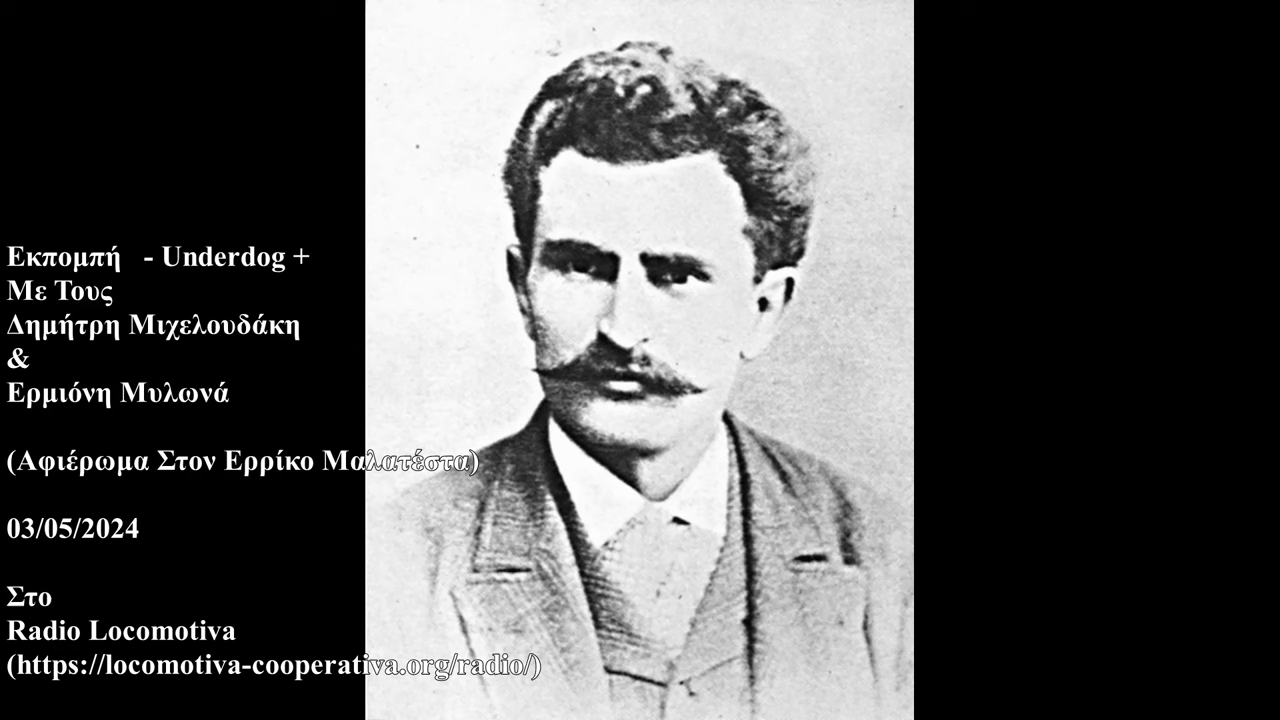 Εκπομπή - Underdog +
Με Τους
Δημήτρη Μιχελουδάκη
&
Ερμιόνη Μυλωνά
(Αφιέρωμα Στον Ερρίκο Μαλατέστα)
03/05/2024
Στο
Radio Locomotiva
(https://locomotiva-cooperativa.org/radio/)